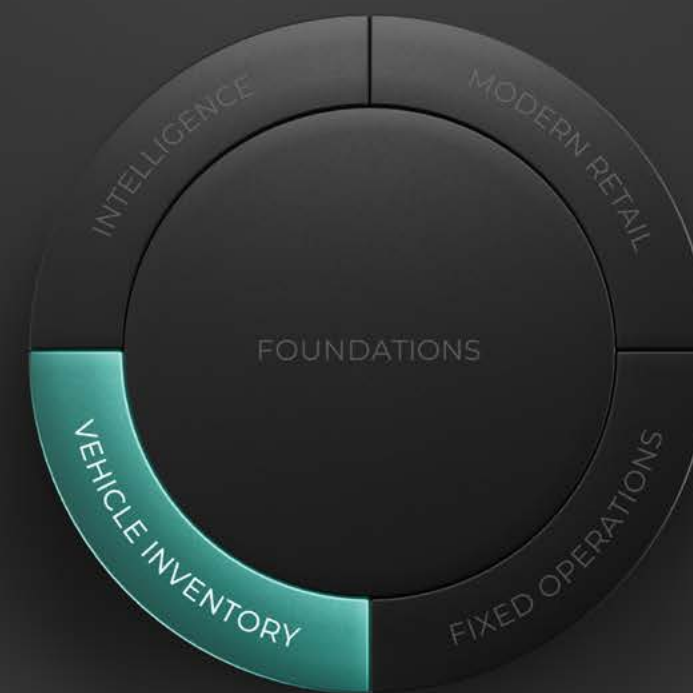 INTELLIGENCE
MODERN RETAIL
FOUNDATIONS
VEHICLE INVENTORY
FIXED OPERATIONS